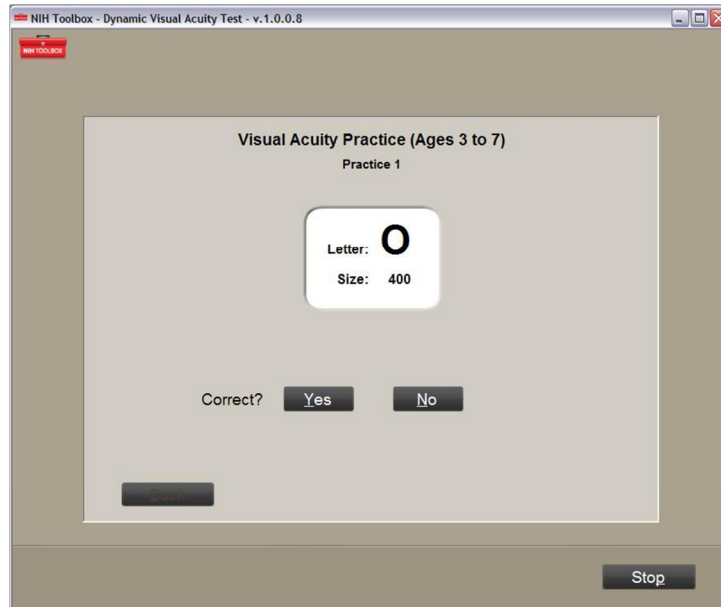 NIH Toolbox - Dynamic Visual Acuity Test - v.1.0.0.8
NIH TOOLBOX
Visual Acuity Practice (Ages 3 to 7)
Practice 1
Letter: O
Size: 400
Correct? Yes No
Back
Stop